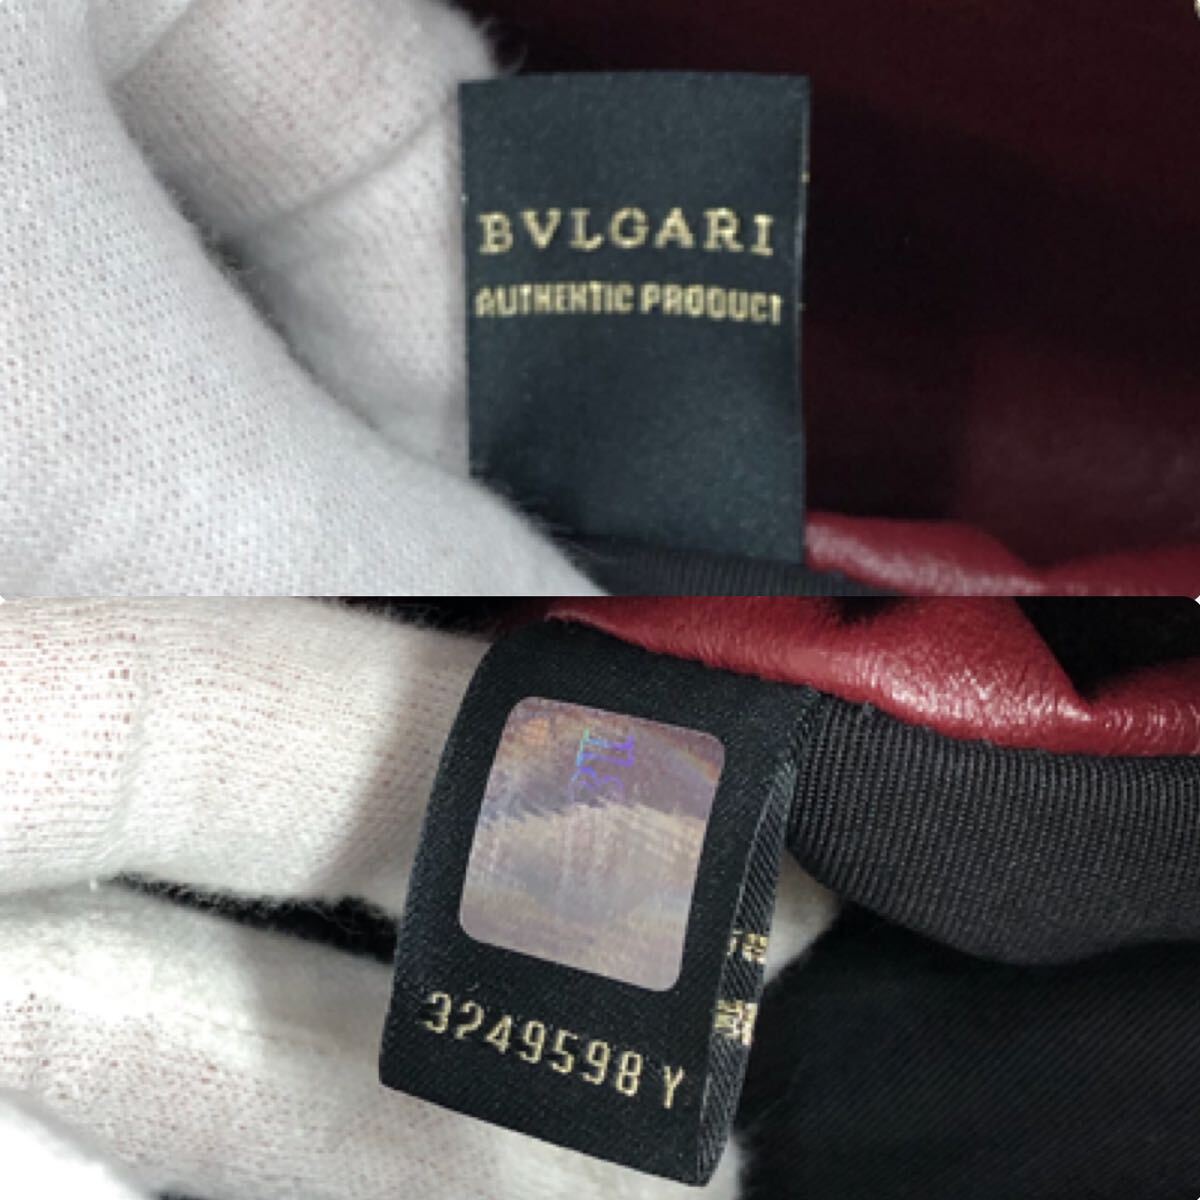 BVLGARI
AUTHENTIC PRODUCT
3249598 Y